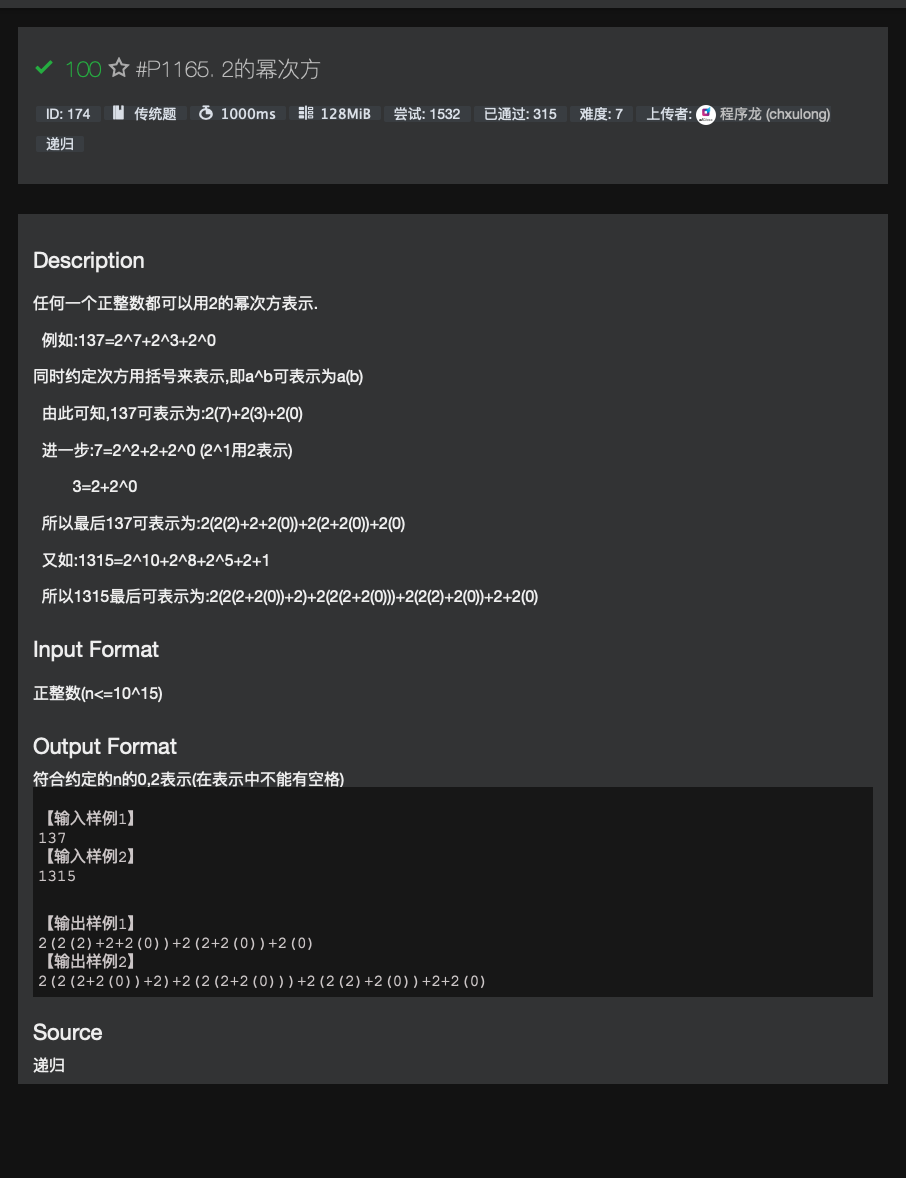 100 #P1165. 2的幂次方
ID: 174 传统题 1000ms 128MiB 尝试: 1532 已通过: 315 难度: 7 上传者: 程序龙 (chxulong)
递归
Description
任何一个正整数都可以用2的幂次方表示.
例如:137=2^7+2^3+2^0
同时约定次方用括号来表示,即a^b可表示为a(b)
由此可知,137可表示为:2(7)+2(3)+2(0)
进一步:7=2^2+2+2^0 (2^1用2表示)
3=2+2^0
所以最后137可表示为:2(2(2)+2+2(0))+2(2+2(0))+2(0)
又如:1315=2^10+2^8+2^5+2+1
所以1315最后可表示为:2(2(2+2(0))+2)+2(2(2+2(0)))+2(2(2)+2(0))+2+2(0)
Input Format
正整数(n<=10^15)
Output Format
符合约定的n的0,2表示(在表示中不能有空格)
【输入样例1】
137
【输入样例2】
1315
【输出样例1】
2(2(2)+2+2(0))+2(2+2(0))+2(0)
【输出样例2】
2(2(2+2(0))+2)+2(2(2+2(0)))+2(2(2)+2(0))+2+2(0)
Source
递归